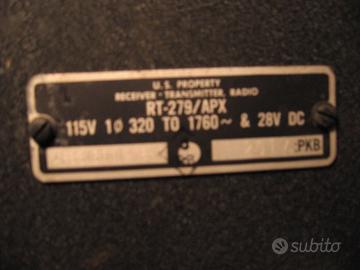 U.S. PROPERTY
RECEIVER - TRANSMITTER, RADIO
RT-279/APX
115V 1φ 320 TO 1760~ & 28V DC
PKB
subito